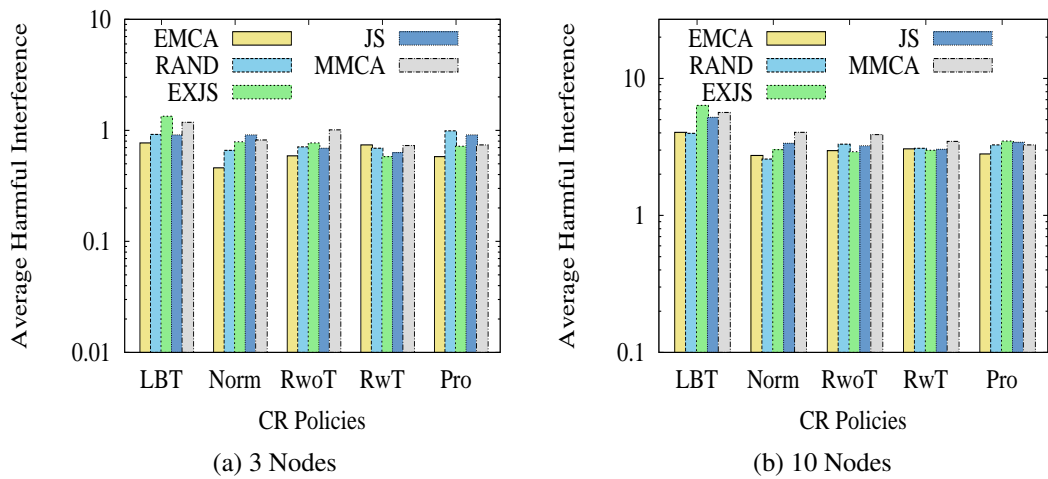 Average Harmful Interference
10
1
0.1
0.01
EMCA
RAND
EXJS
JS
MMCA
LBT Norm RwoT RwT Pro
CR Policies
(a) 3 Nodes
Average Harmful Interference
10
1
0.1
EMCA
RAND
EXJS
JS
MMCA
LBT Norm RwoT RwT Pro
CR Policies
(b) 10 Nodes